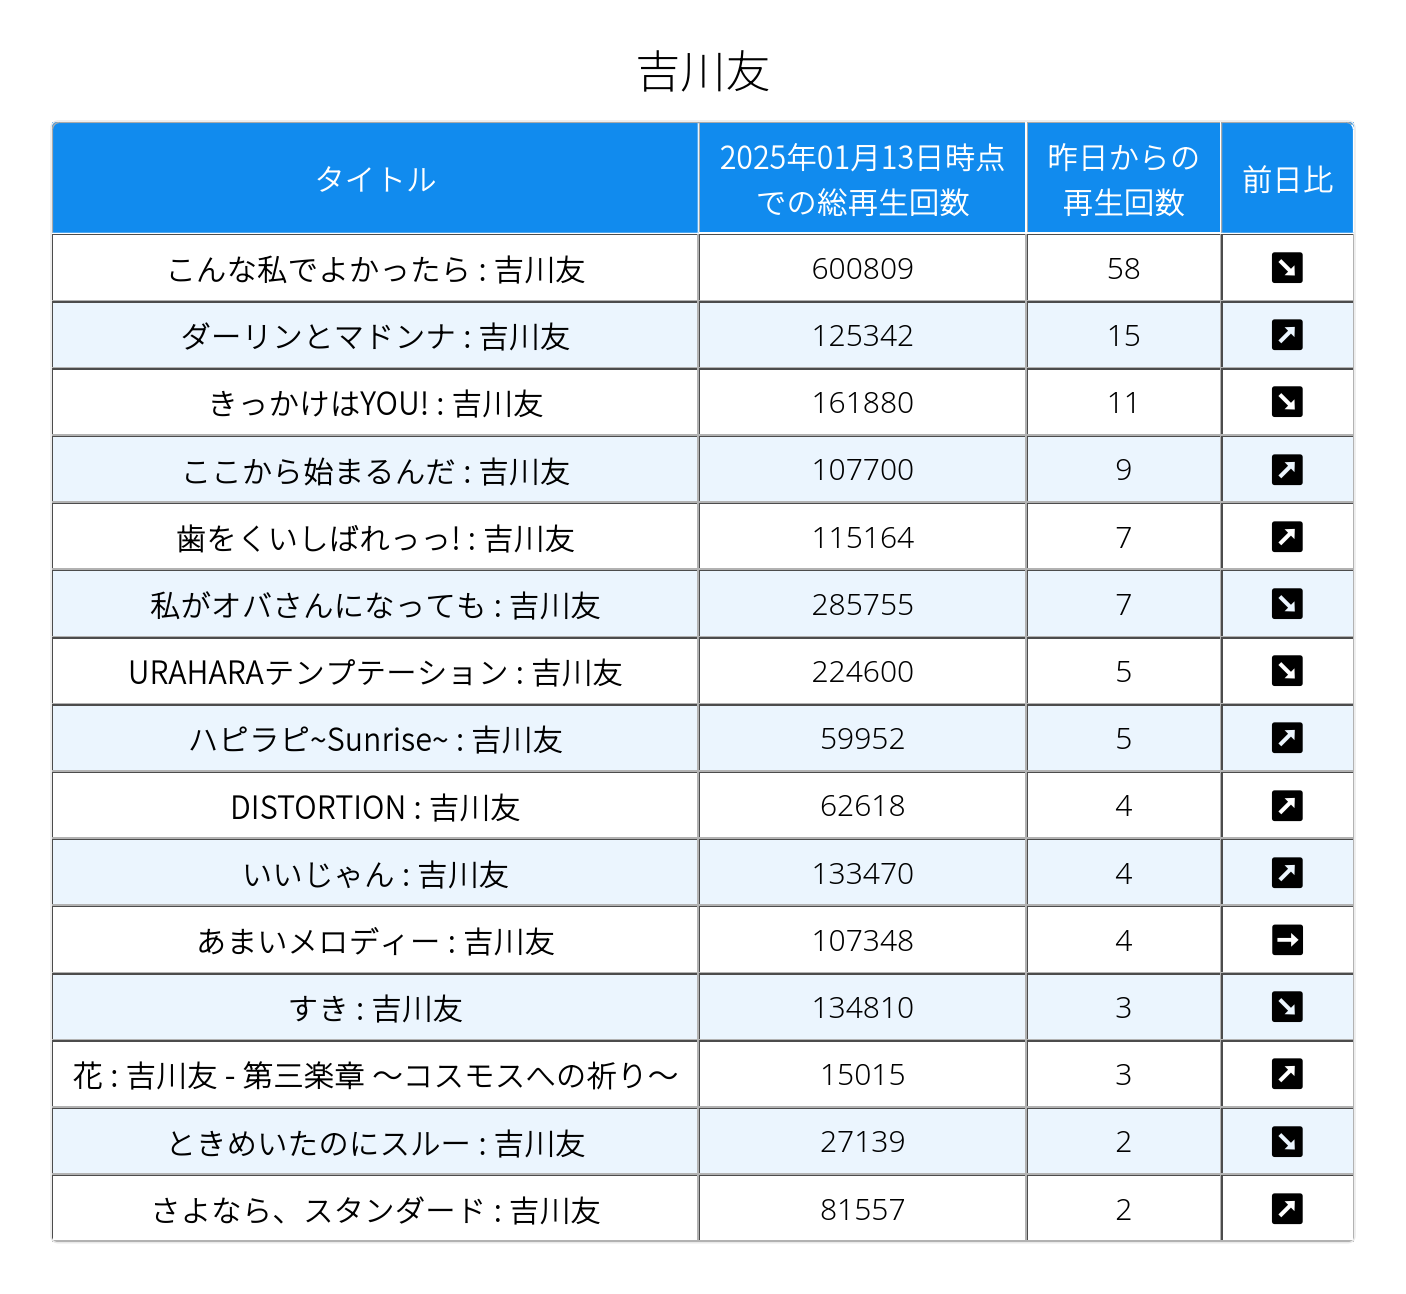 吉川友
タイトル 2025年01月13日時点での総再生回数 昨日からの再生回数 前日比
こんな私でよかったら : 吉川友 600809 58 ↘
ダーリンとマドンナ : 吉川友 125342 15 ↗
きっかけはYOU! : 吉川友 161880 11 ↘
ここから始まるんだ : 吉川友 107700 9 ↗
歯をくいしばれっっ! : 吉川友 115164 7 ↗
私がオバさんになっても : 吉川友 285755 7 ↘
URAHARAテンプテーション : 吉川友 224600 5 ↘
ハピラピ~Sunrise~ : 吉川友 59952 5 ↗
DISTORTION : 吉川友 62618 4 ↗
いいじゃん : 吉川友 133470 4 ↗
あまいメロディー : 吉川友 107348 4 →
すき : 吉川友 134810 3 ↘
花 : 吉川友 - 第三楽章 〜コスモスへの祈り〜 15015 3 ↗
ときめいたのにスルー : 吉川友 27139 2 ↘
さよなら、スタンダード : 吉川友 81557 2 ↗